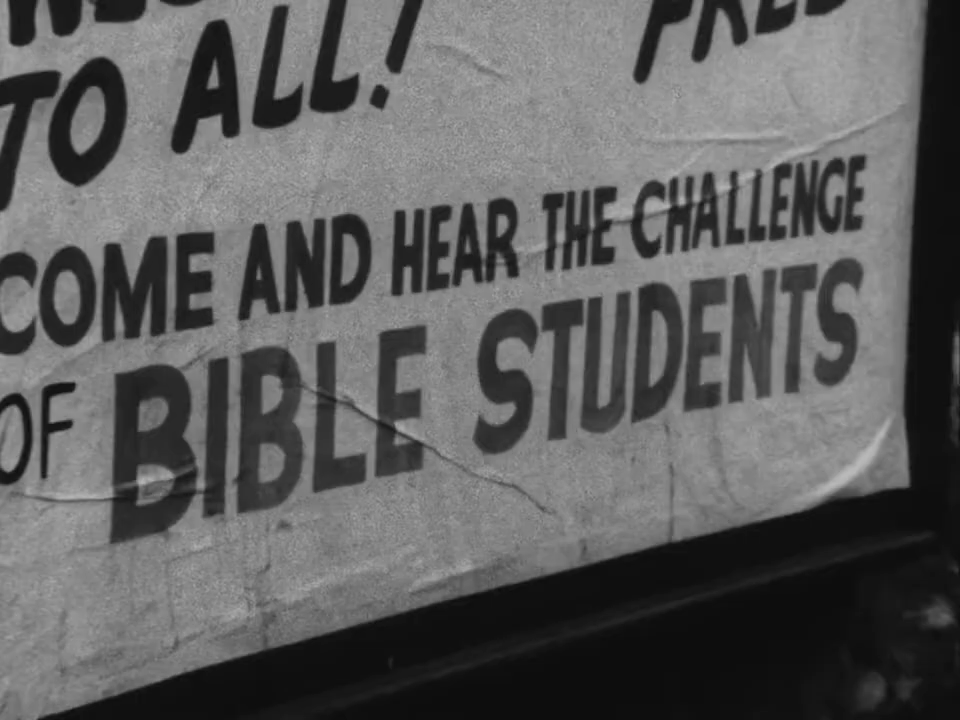 TO ALL!
COME AND HEAR THE CHALLENGE
OF BIBLE STUDENTS